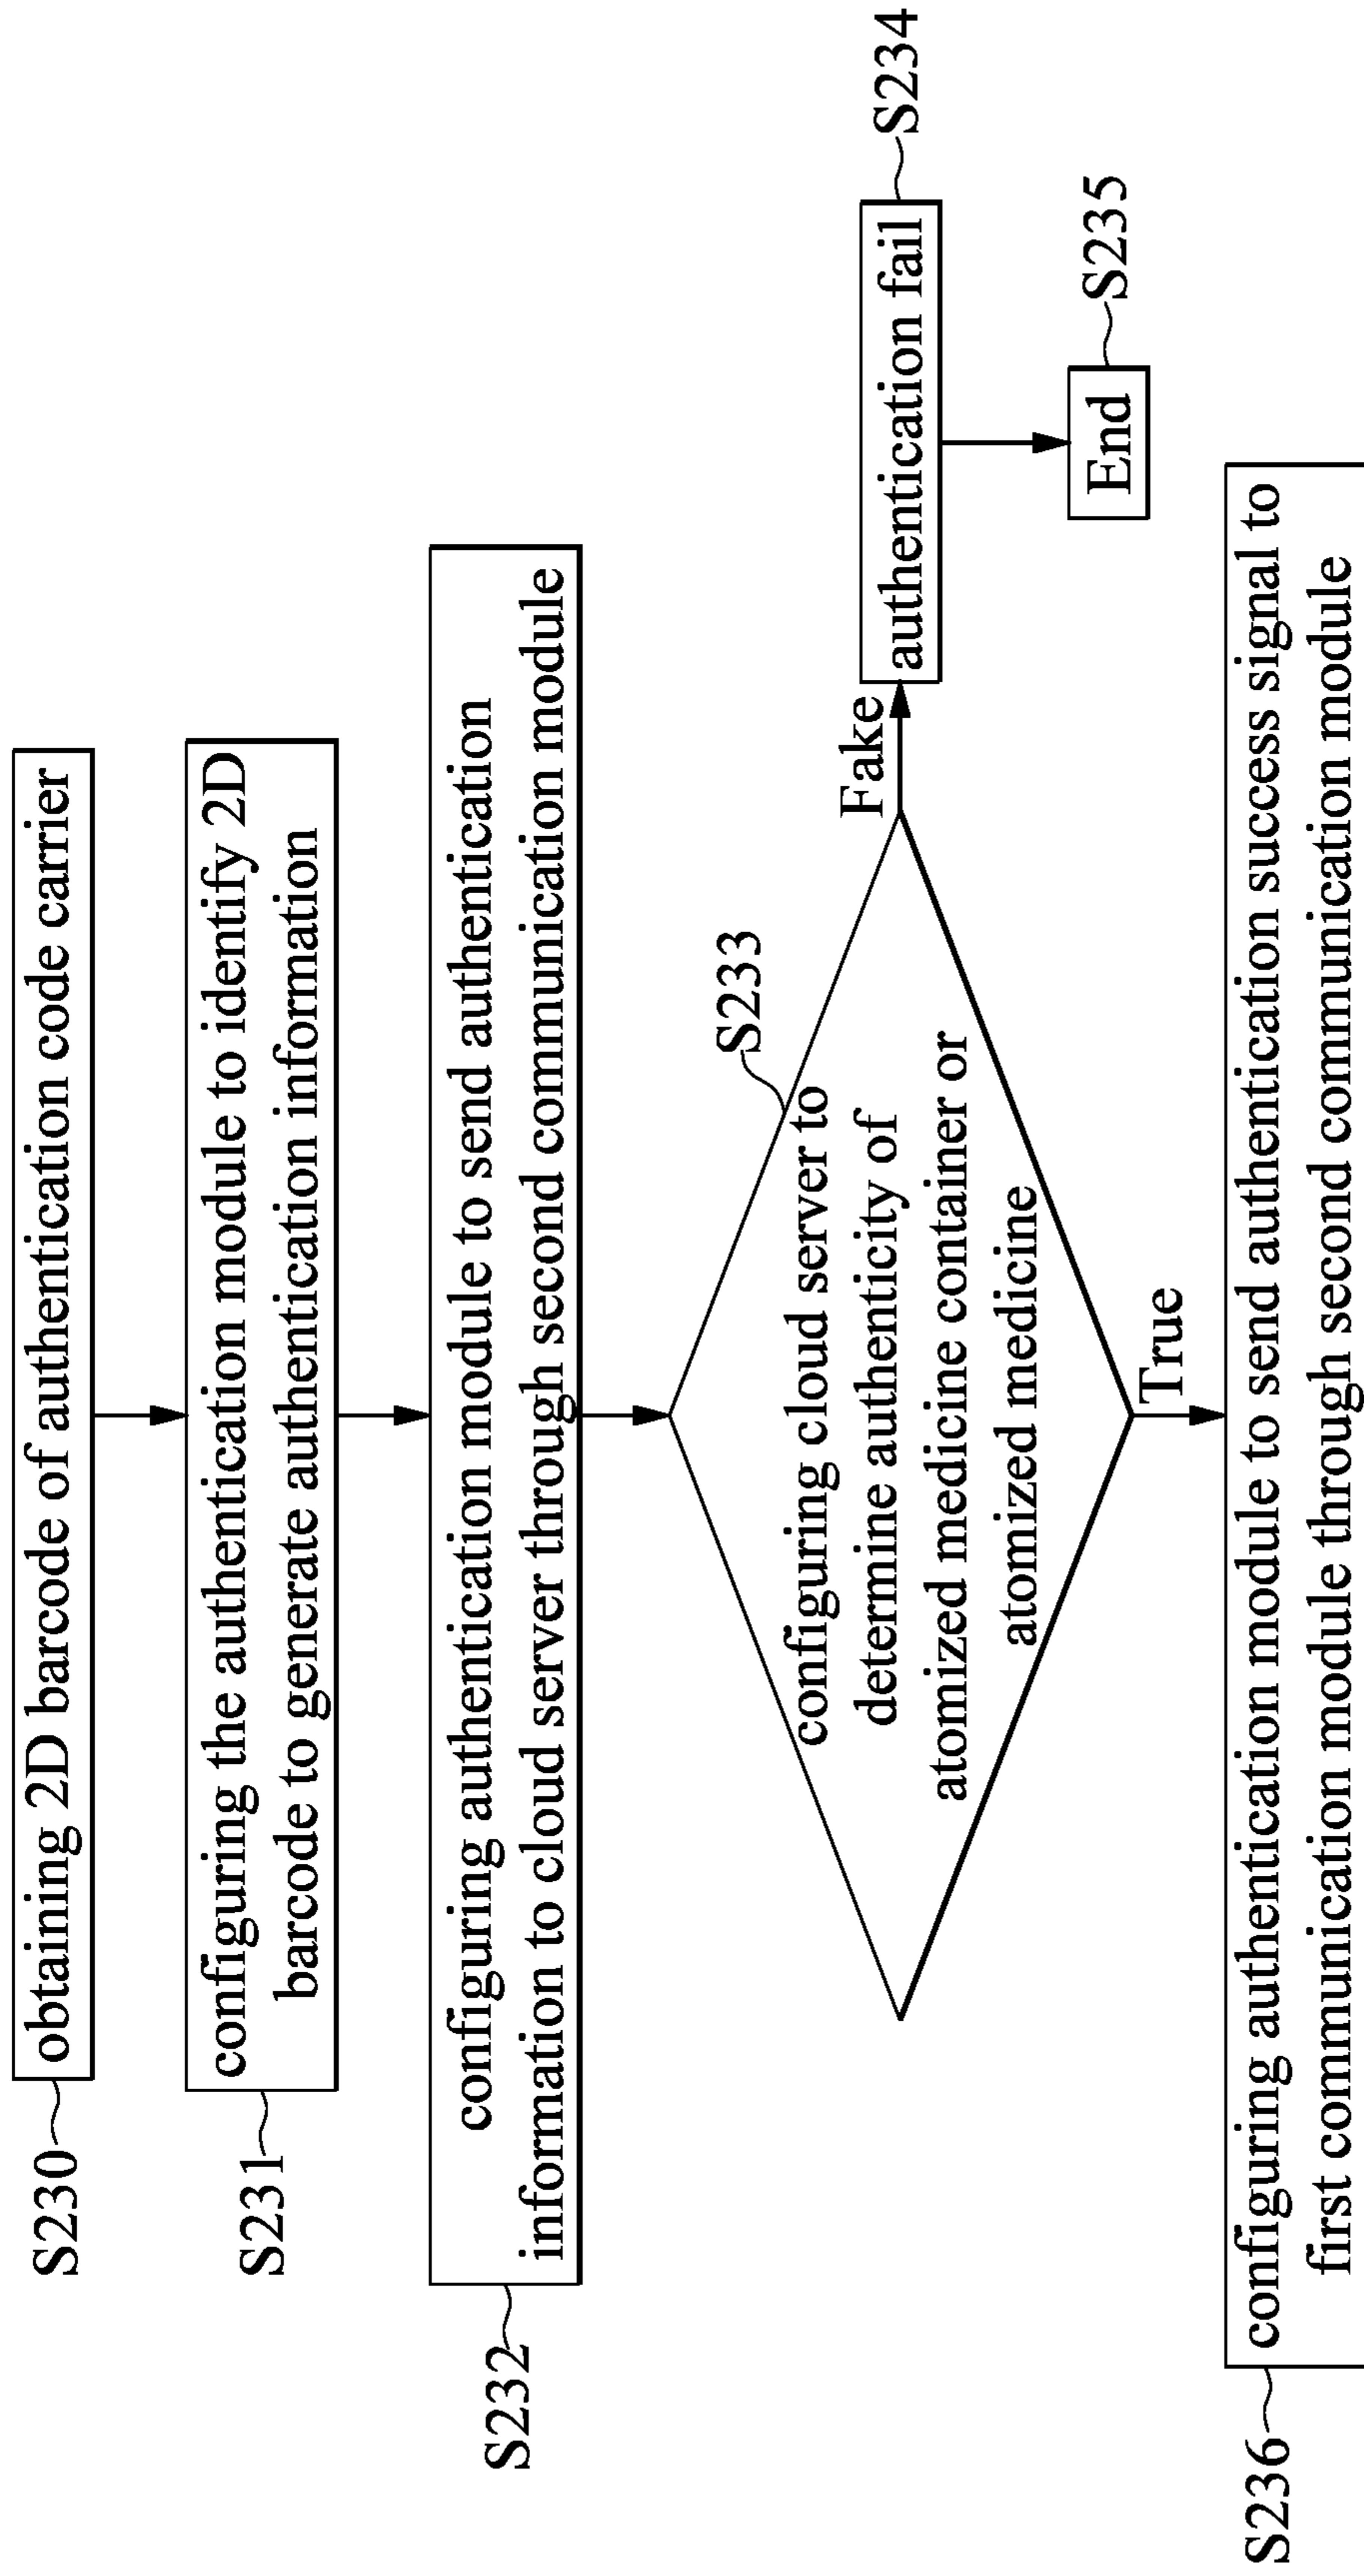 S230
obtaining 2D barcode of authentication code carrier
S231
configuring the authentication module to identify 2D
barcode to generate authentication information
S232
configuring authentication module to send authentication
information to cloud server through second communication module
S233
configuring cloud server to
determine authenticity of
atomized medicine container or
atomized medicine
Fake
authentication fail
S234
End
S235
True
S236
configuring authentication module to send authentication success signal to
first communication module through second communication module